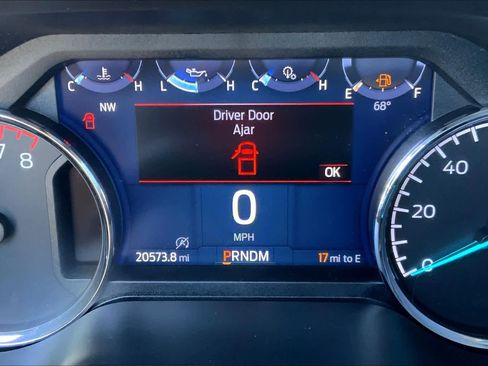 C H L H C H E F
NW
68°
Driver Door
Ajar
OK
7 8
0
MPH
40
20
0
20573.8 mi
PRNDM
17 mi to E